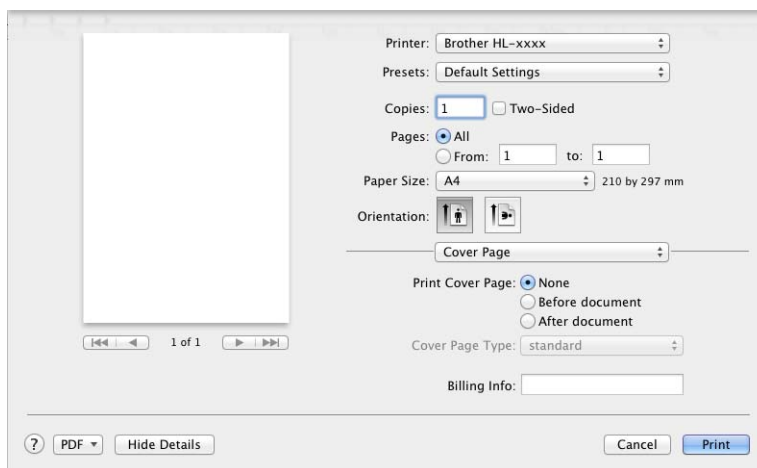 Printer: Brother HL-xxxx
Presets: Default Settings
Copies: 1 Two-Sided
Pages: All
From: 1 to: 1
Paper Size: A4 210 by 297 mm
Orientation:
Cover Page
Print Cover Page: None
Before document
After document
1 of 1
Cover Page Type: standard
Billing Info:
? PDF Hide Details Cancel Print